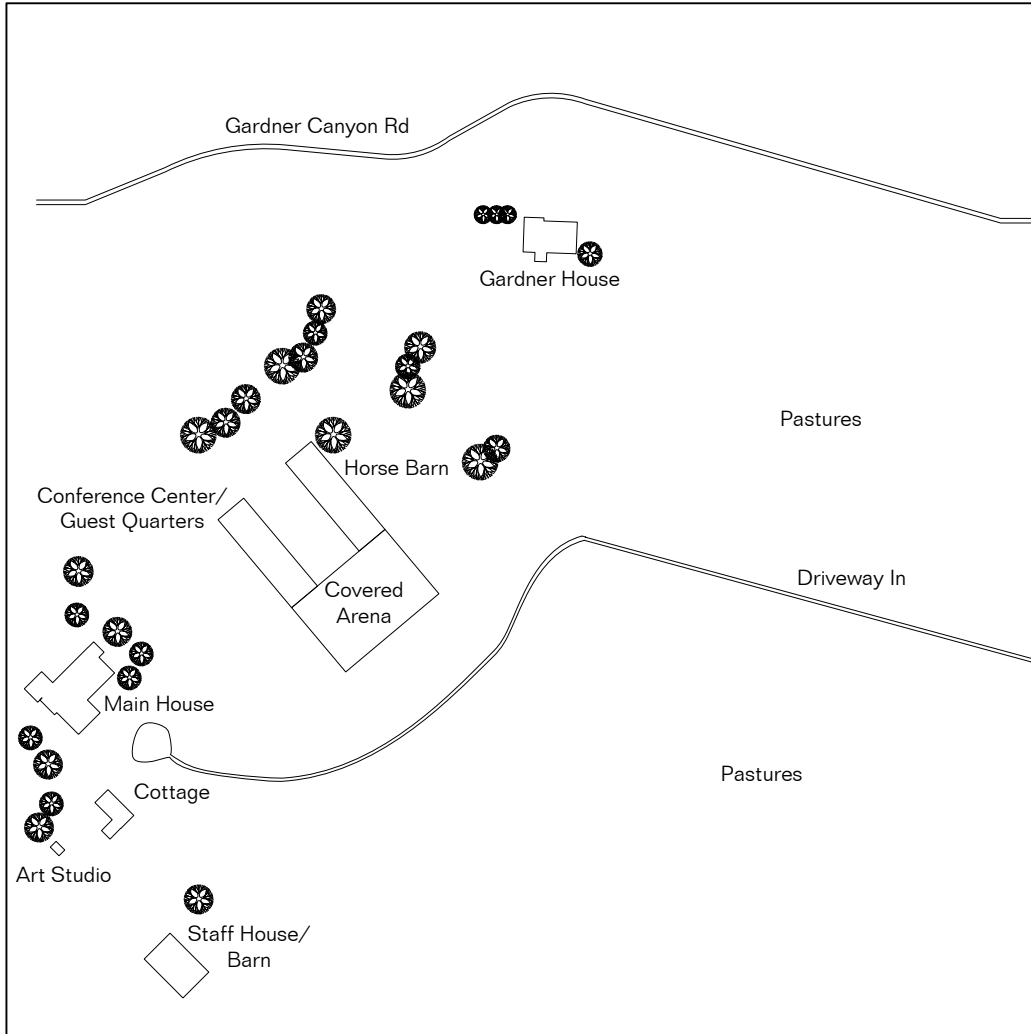 Gardner Canyon Rd
Gardner House
Pastures
Horse Barn
Conference Center/
Guest Quarters
Driveway In
Covered
Arena
Main House
Pastures
Cottage
Art Studio
Staff House/
Barn